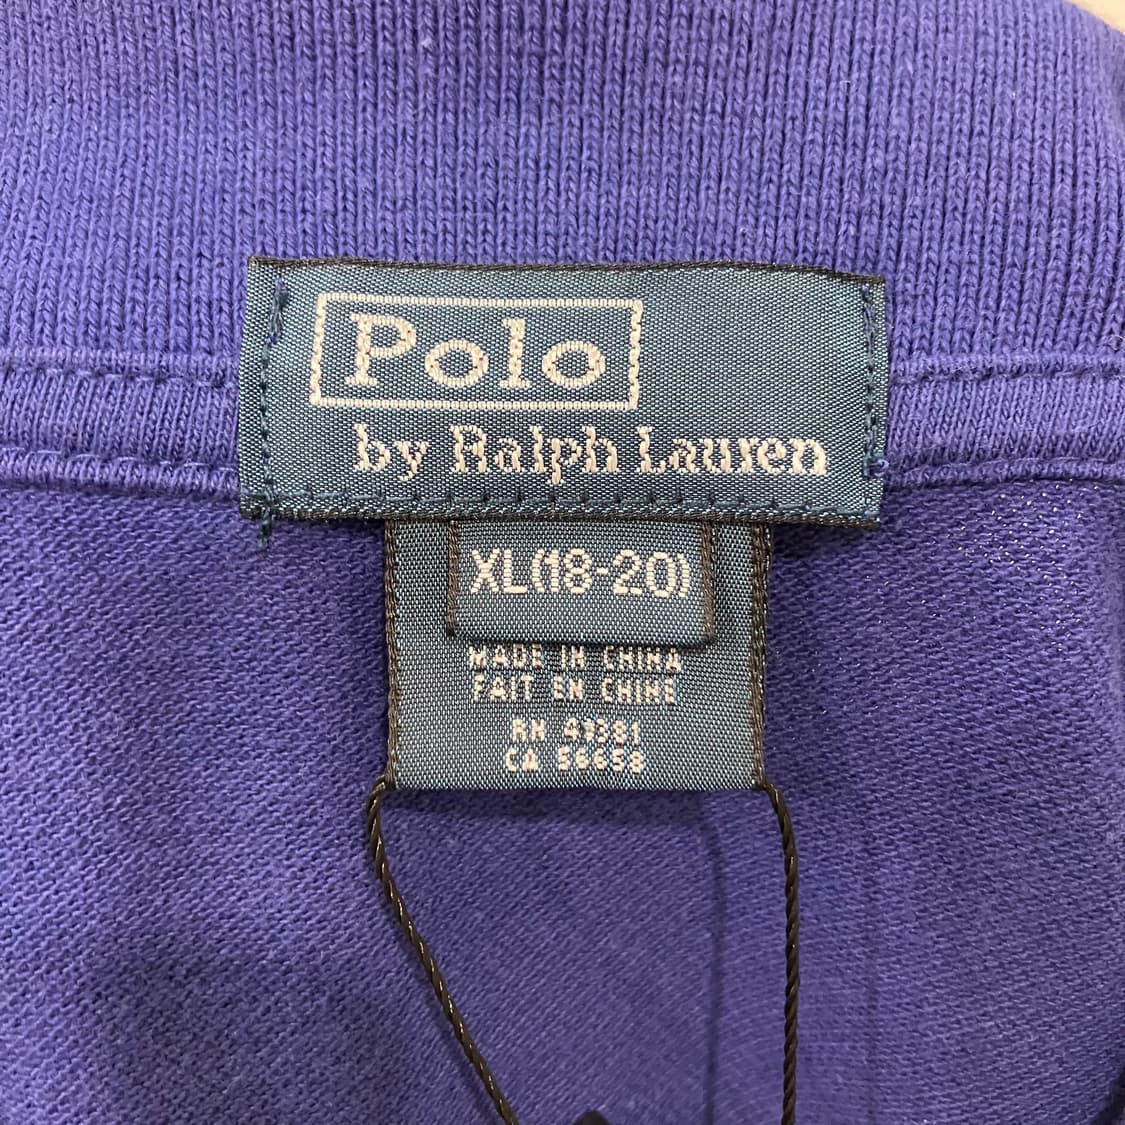 Polo
by Ralph Lauren
XL(18-20)
MADE IN CHINA
FAIT EN CHINE
RN 41381
CA 56658